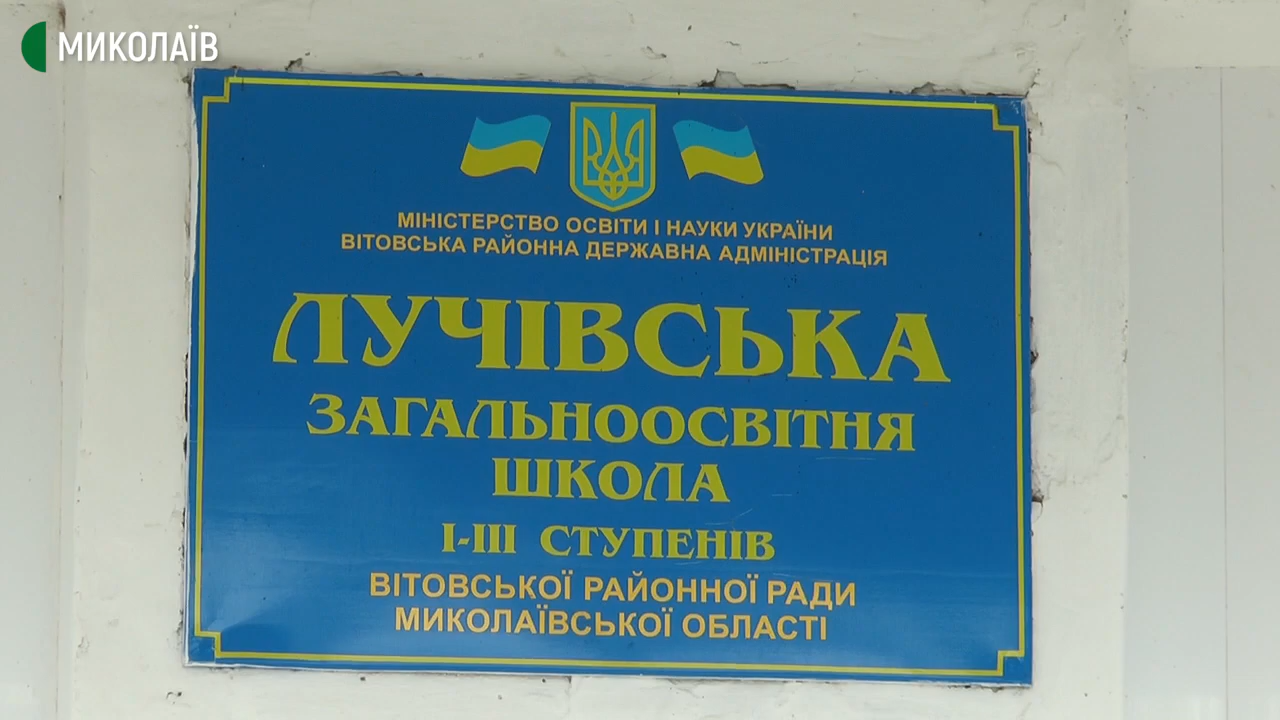 МИКОЛАЇВ
МІНІСТЕРСТВО ОСВІТИ І НАУКИ УКРАЇНИ
ВІТОВСЬКА РАЙОННА ДЕРЖАВНА АДМІНІСТРАЦІЯ
ЛУЧІВСЬКА
ЗАГАЛЬНООСВІТНЯ
ШКОЛА
І-ІІІ СТУПЕНІВ
ВІТОВСЬКОЇ РАЙОННОЇ РАДИ
МИКОЛАЇВСЬКОЇ ОБЛАСТІ